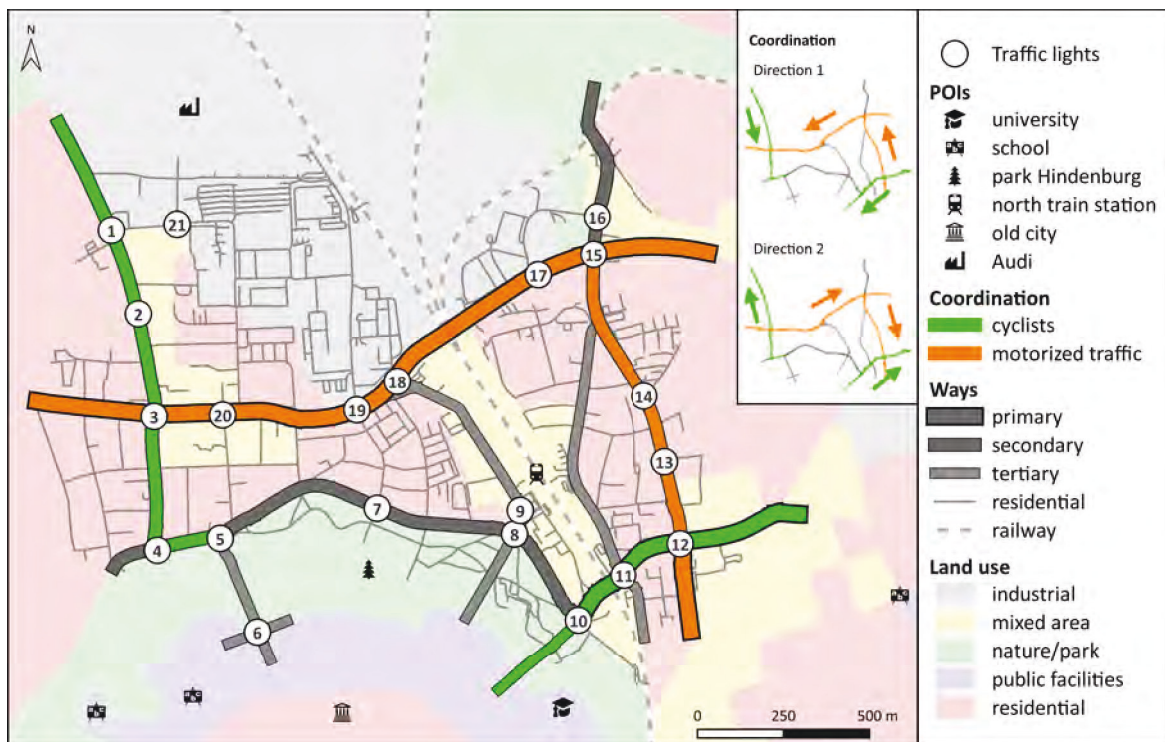 N
1
21
2
3
20
19
18
17
16
15
14
13
12
11
10
9
8
7
4
5
6
0 250 500 m
Coordination
Direction 1
Direction 2
Traffic lights
POIs
university
school
park Hindenburg
north train station
old city
Audi
Coordination
cyclists
motorized traffic
Ways
primary
secondary
tertiary
residential
railway
Land use
industrial
mixed area
nature/park
public facilities
residential